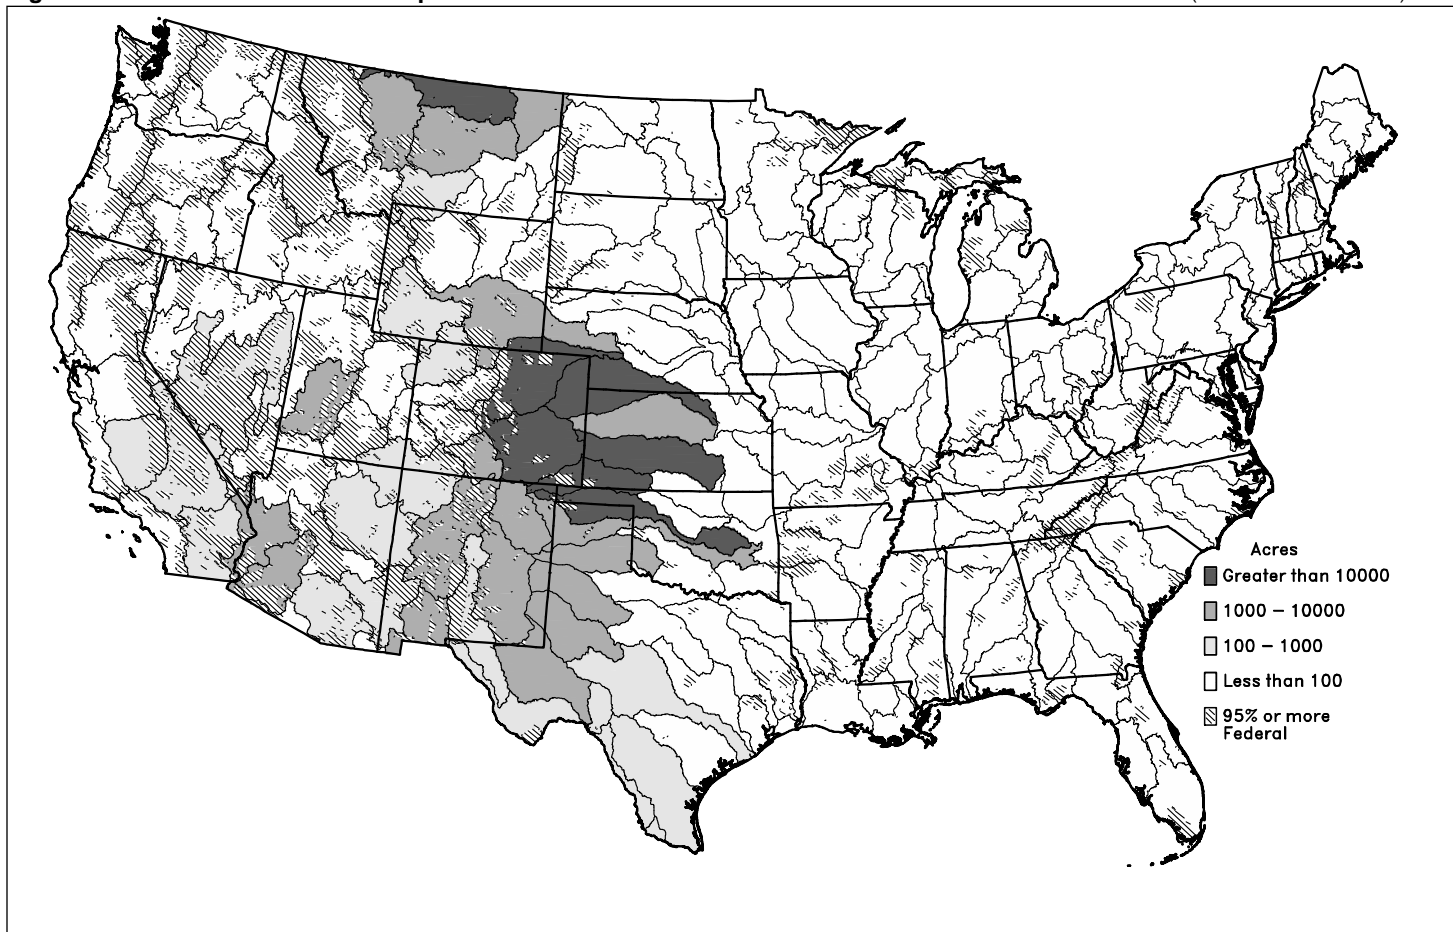 Acres
Greater than 10000
1000 – 10000
100 – 1000
Less than 100
95% or more
Federal